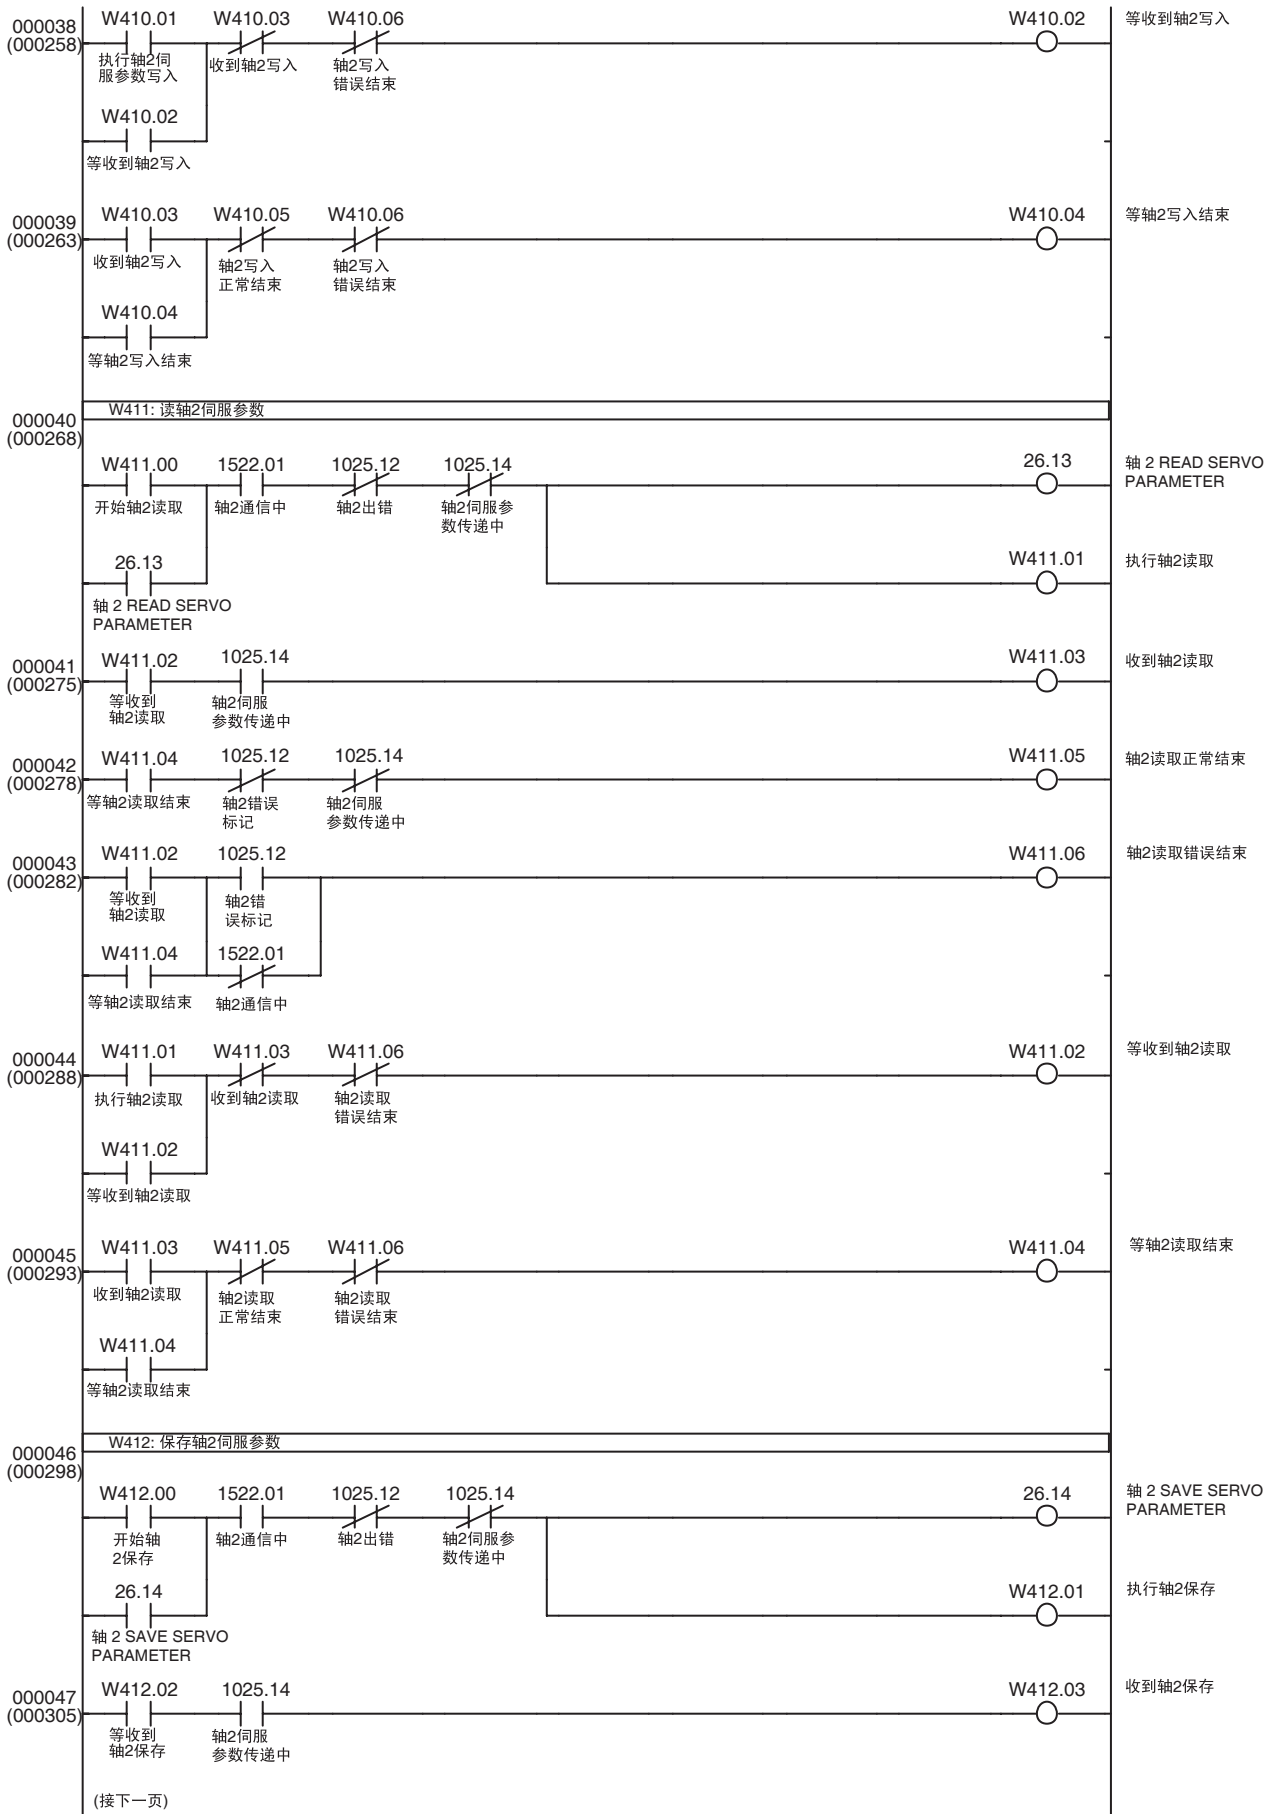 000038
(000258)
W410.01 W410.03 W410.06 W410.02 等收到轴2写入
执行轴2伺
服参数写入
收到轴2写入
轴2写入
错误结束
W410.02
等收到轴2写入
000039
(000263)
W410.03 W410.05 W410.06 W410.04 等轴2写入结束
收到轴2写入
轴2写入
正常结束
轴2写入
错误结束
W410.04
等轴2写入结束
W411: 读轴2伺服参数
000040
(000268)
W411.00 1522.01 1025.12 1025.14 26.13 轴 2 READ SERVO
PARAMETER
开始轴2读取 轴2通信中 轴2出错 轴2伺服参
数传递中
26.13 W411.01 执行轴2读取
轴 2 READ SERVO
PARAMETER
000041
(000275)
W411.02 1025.14 W411.03 收到轴2读取
等收到
轴2读取
轴2伺服
参数传递中
000042
(000278)
W411.04 1025.12 1025.14 W411.05 轴2读取正常结束
等轴2读取结束
轴2错误
标记
轴2伺服
参数传递中
000043
(000282)
W411.02 1025.12 W411.06 轴2读取错误结束
等收到
轴2读取
轴2错
误标记
W411.04 1522.01
等轴2读取结束 轴2通信中
000044
(000288)
W411.01 W411.03 W411.06 W411.02 等收到轴2读取
执行轴2读取 收到轴2读取
轴2读取
错误结束
W411.02
等收到轴2读取
000045
(000293)
W411.03 W411.05 W411.06 W411.04 等轴2读取结束
收到轴2读取
轴2读取
正常结束
轴2读取
错误结束
W411.04
等轴2读取结束
W412: 保存轴2伺服参数
000046
(000298)
W412.00 1522.01 1025.12 1025.14 26.14 轴 2 SAVE SERVO
PARAMETER
开始轴
2保存
轴2通信中 轴2出错 轴2伺服参
数传递中
26.14 W412.01 执行轴2保存
轴 2 SAVE SERVO
PARAMETER
000047
(000305)
W412.02 1025.14 W412.03 收到轴2保存
等收到
轴2保存
轴2伺服
参数传递中
(接下一页)